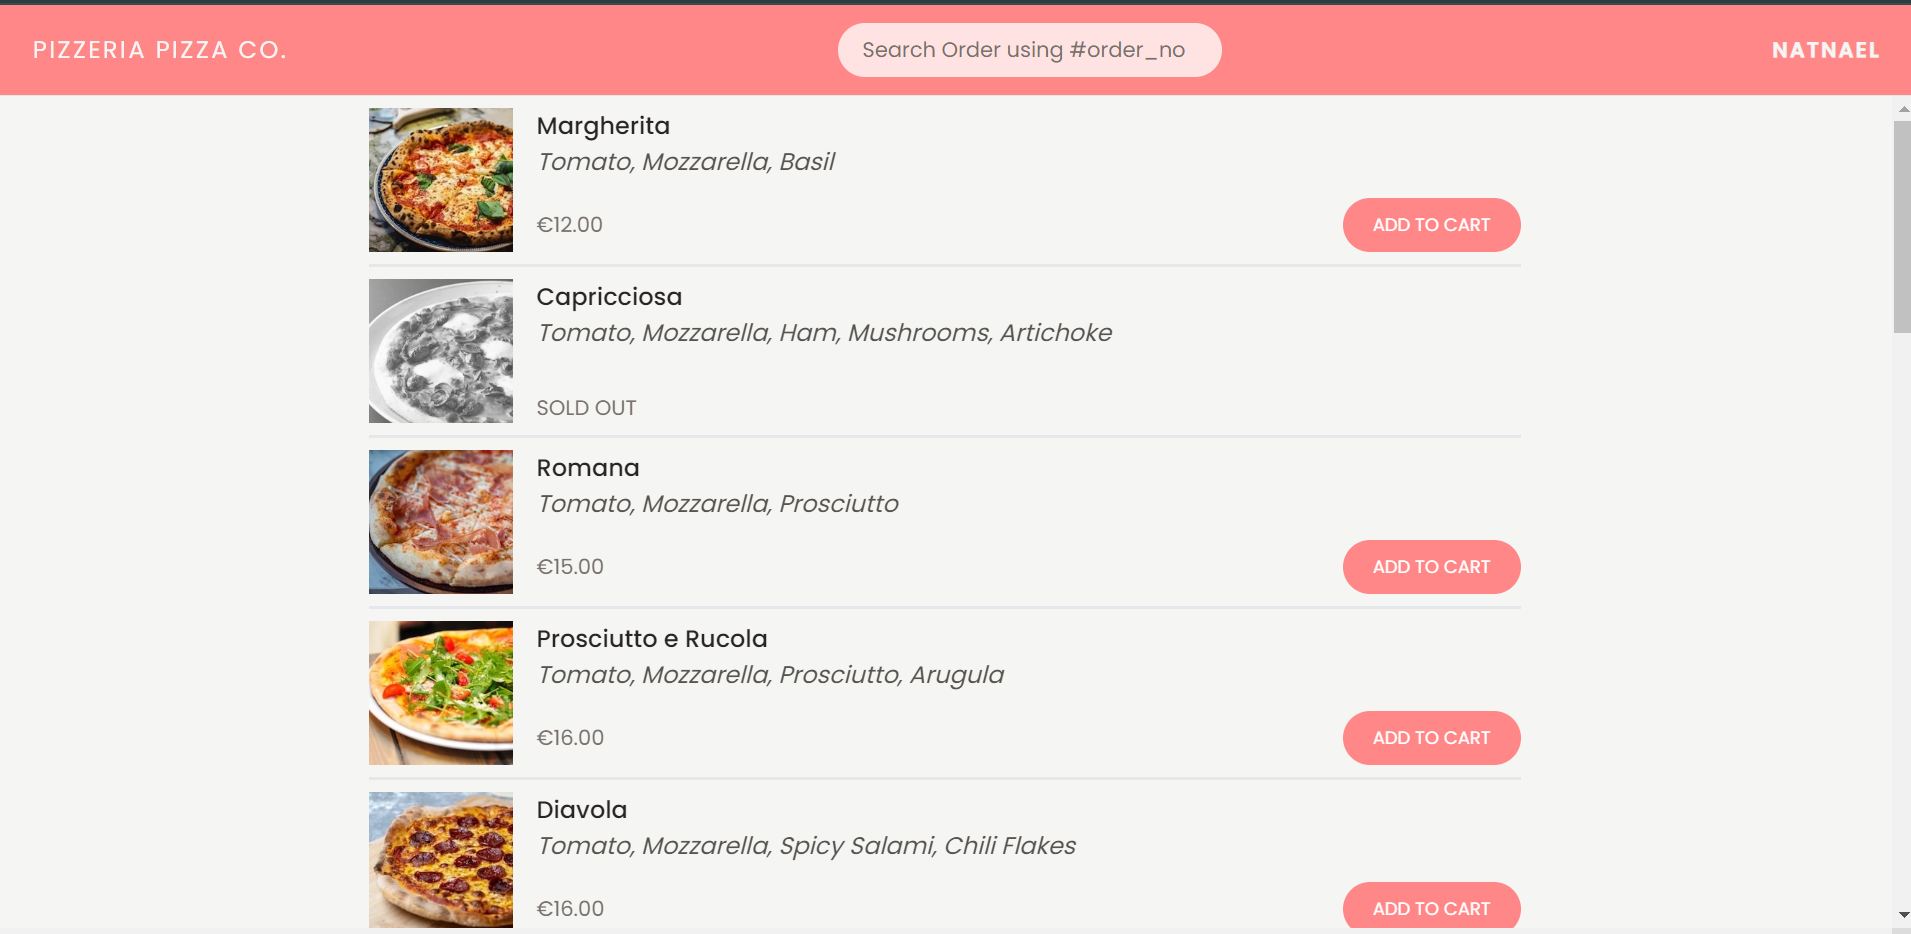 PIZZERIA PIZZA CO.
Search Order using #order_no
NATNAEL
Margherita
Tomato, Mozzarella, Basil
€12.00
ADD TO CART
Capricciosa
Tomato, Mozzarella, Ham, Mushrooms, Artichoke
SOLD OUT
Romana
Tomato, Mozzarella, Prosciutto
€15.00
ADD TO CART
Prosciutto e Rucola
Tomato, Mozzarella, Prosciutto, Arugula
€16.00
ADD TO CART
Diavola
Tomato, Mozzarella, Spicy Salami, Chili Flakes
€16.00
ADD TO CART